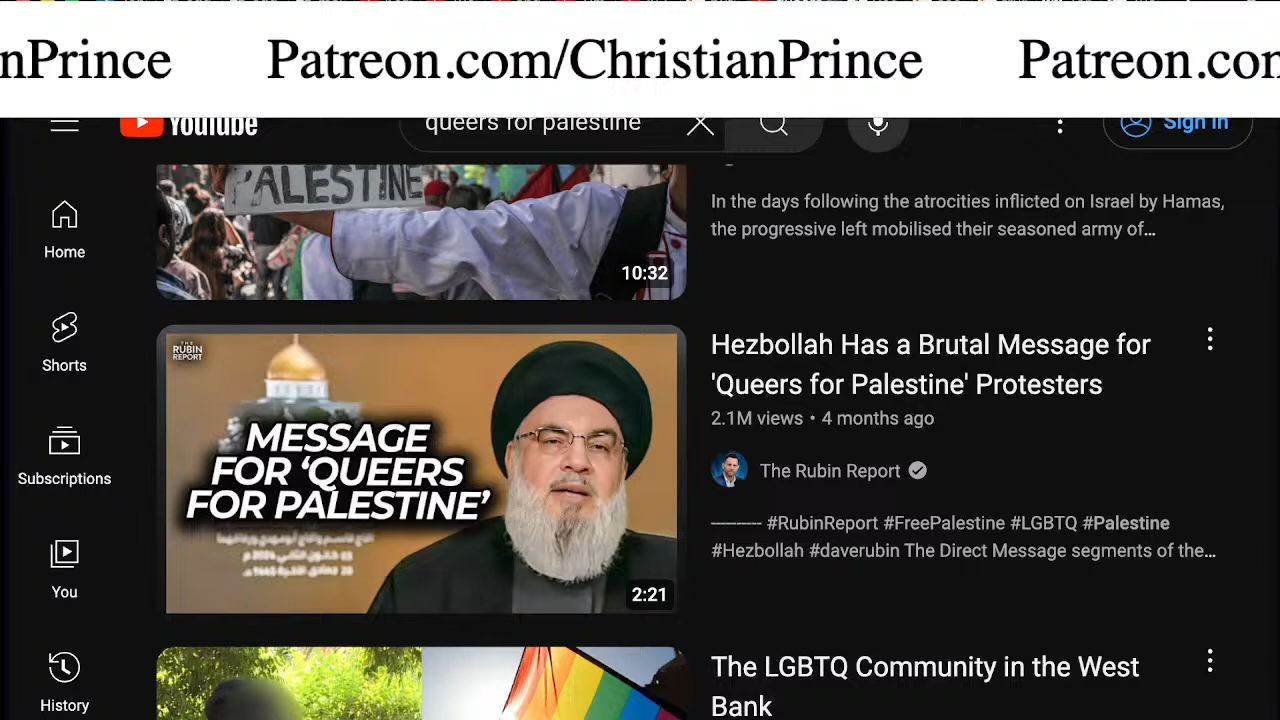 nPrince Patreon.com/ChristianPrince Patreon.con
YouTube
queers for palestine
Sign in
PALESTINE
10:32
In the days following the atrocities inflicted on Israel by Hamas,
the progressive left mobilised their seasoned army of...
Home
Shorts
Subscriptions
You
History
THE
RUBIN
REPORT
MESSAGE
FOR 'QUEERS
FOR PALESTINE'
2:21
Hezbollah Has a Brutal Message for
'Queers for Palestine' Protesters
2.1M views • 4 months ago
The Rubin Report
--------- #RubinReport #FreePalestine #LGBTQ #Palestine
#Hezbollah #daverubin The Direct Message segments of the...
The LGBTQ Community in the West
Bank